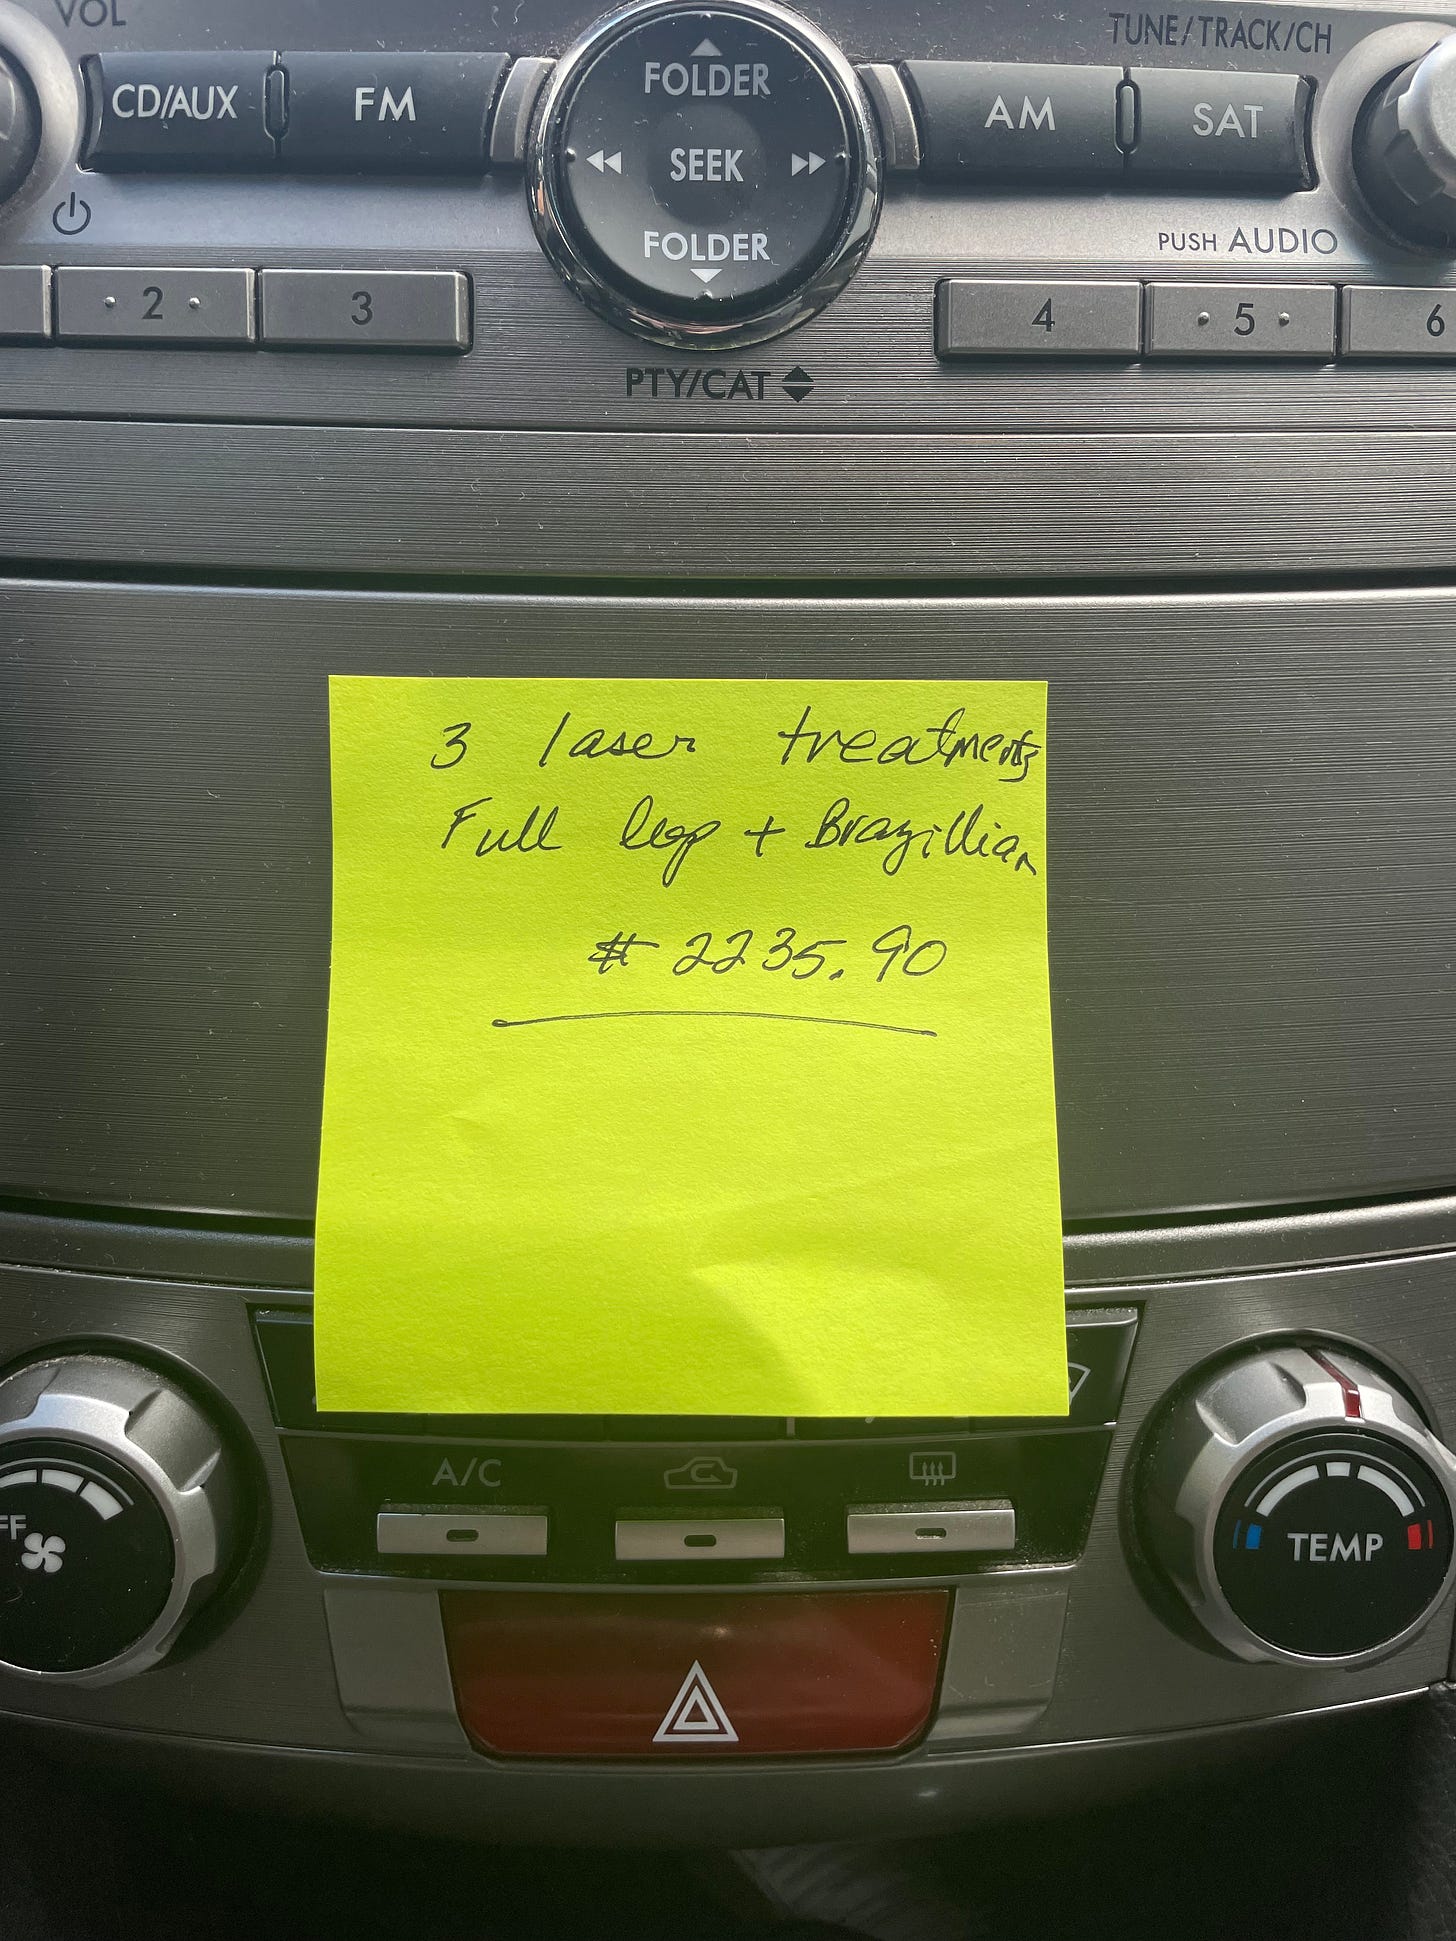 VOL
TUNE/TRACK/CH
CD/AUX FM FOLDER AM SAT
SEEK
FOLDER
PUSH AUDIO
2 3 4 5 6
PTY/CAT
3 laser treatments
Full leg + Brazillian
# 2235.90
A/C
TEMP